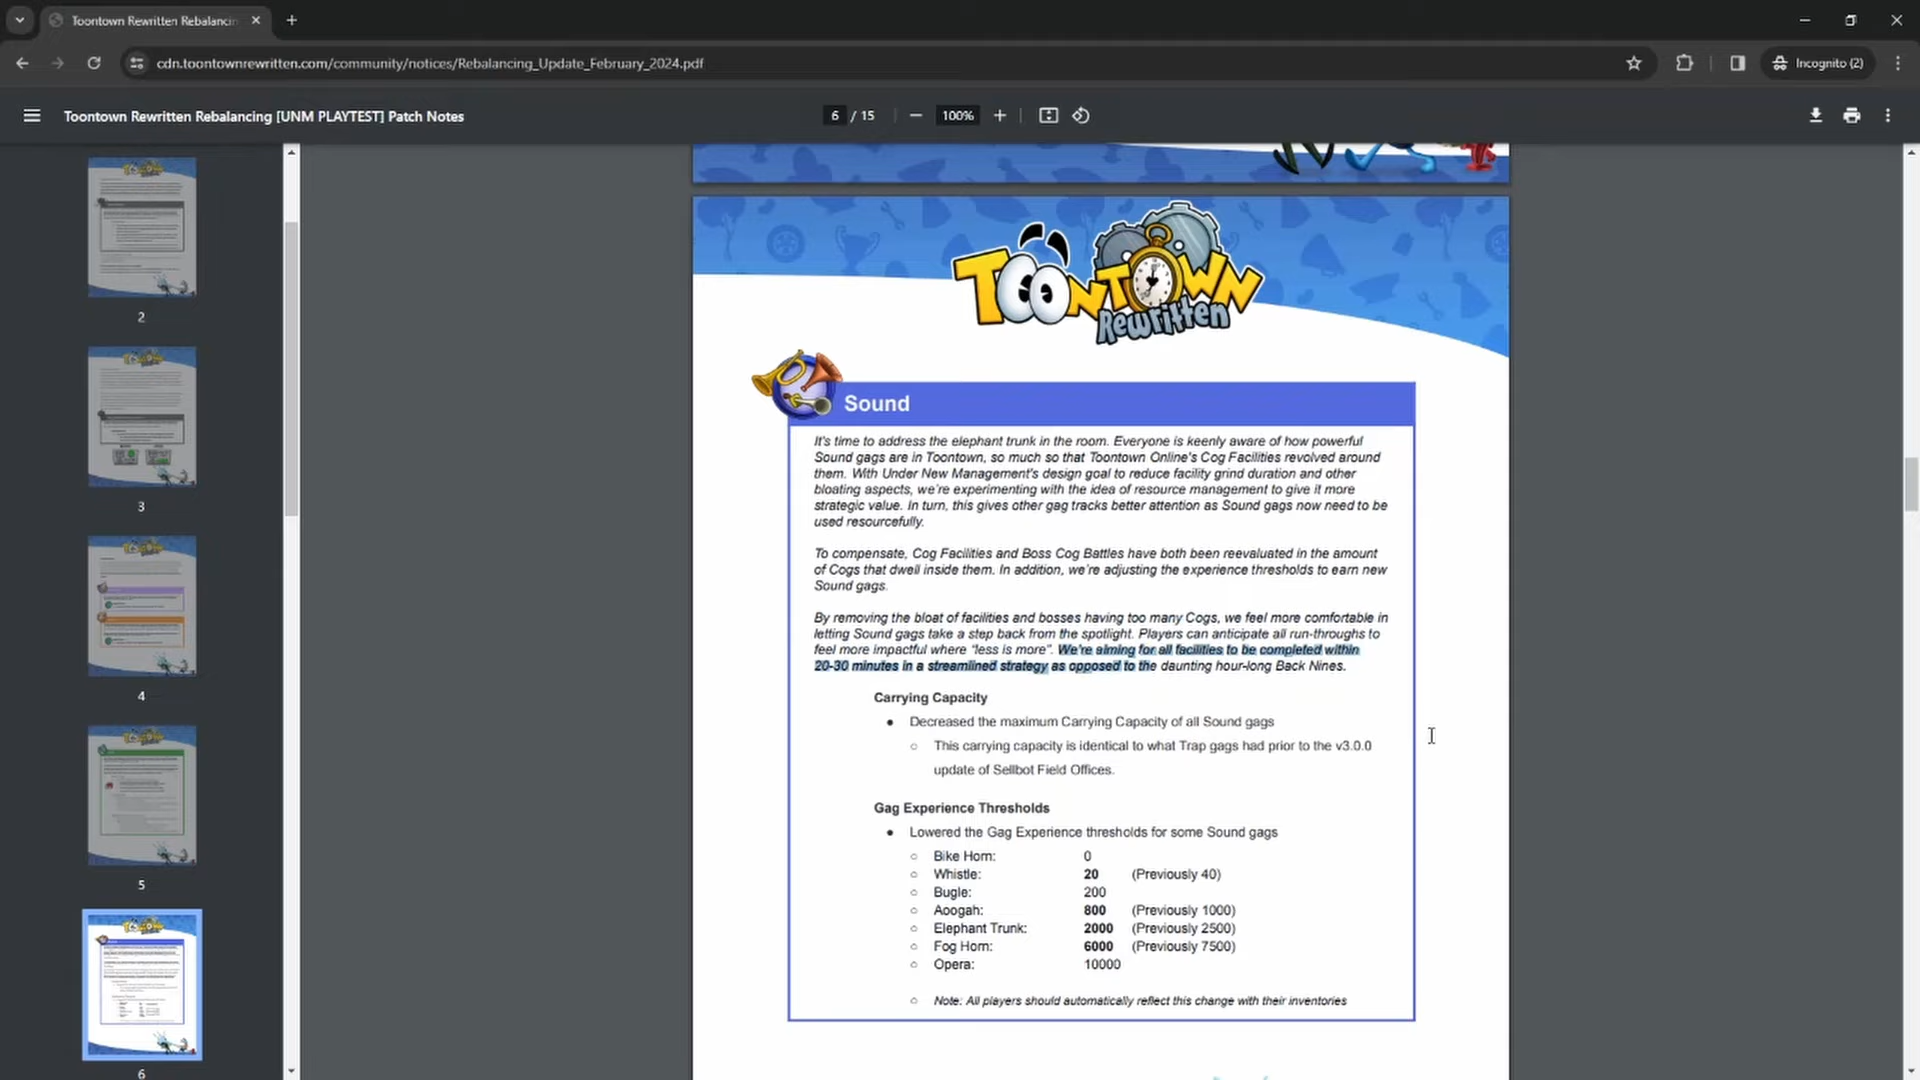 Toontown Rewritten Rebalancin
cdn.toontownrewritten.com/community/notices/Rebalancing_Update_February_2024.pdf
Incognito (2)
Toontown Rewritten Rebalancing [UNM PLAYTEST] Patch Notes
6 / 15
100%
2
3
4
5
6
TOONTOWN
Rewritten
Sound
It's time to address the elephant trunk in the room. Everyone is keenly aware of how powerful
Sound gags are in Toontown, so much so that Toontown Online's Cog Facilities revolved around
them. With Under New Management's design goal to reduce facility grind duration and other
bloating aspects, we're experimenting with the idea of resource management to give it more
strategic value. In turn, this gives other gag tracks better attention as Sound gags now need to be
used resourcefully.
To compensate, Cog Facilities and Boss Cog Battles have both been reevaluated in the amount
of Cogs that dwell inside them. In addition, we're adjusting the experience thresholds to earn new
Sound gags.
By removing the bloat of facilities and bosses having too many Cogs, we feel more comfortable in
letting Sound gags take a step back from the spotlight. Players can anticipate all run-throughs to
feel more impactful where "less is more". We're aiming for all facilities to be completed within
20-30 minutes in a streamlined strategy as opposed to the daunting hour-long Back Nines.
Carrying Capacity
● Decreased the maximum Carrying Capacity of all Sound gags
○ This carrying capacity is identical to what Trap gags had prior to the v3.0.0
update of Sellbot Field Offices.
Gag Experience Thresholds
● Lowered the Gag Experience thresholds for some Sound gags
○ Bike Horn: 0
○ Whistle: 20 (Previously 40)
○ Bugle: 200
○ Aoogah: 800 (Previously 1000)
○ Elephant Trunk: 2000 (Previously 2500)
○ Fog Horn: 6000 (Previously 7500)
○ Opera: 10000
○ Note: All players should automatically reflect this change with their inventories